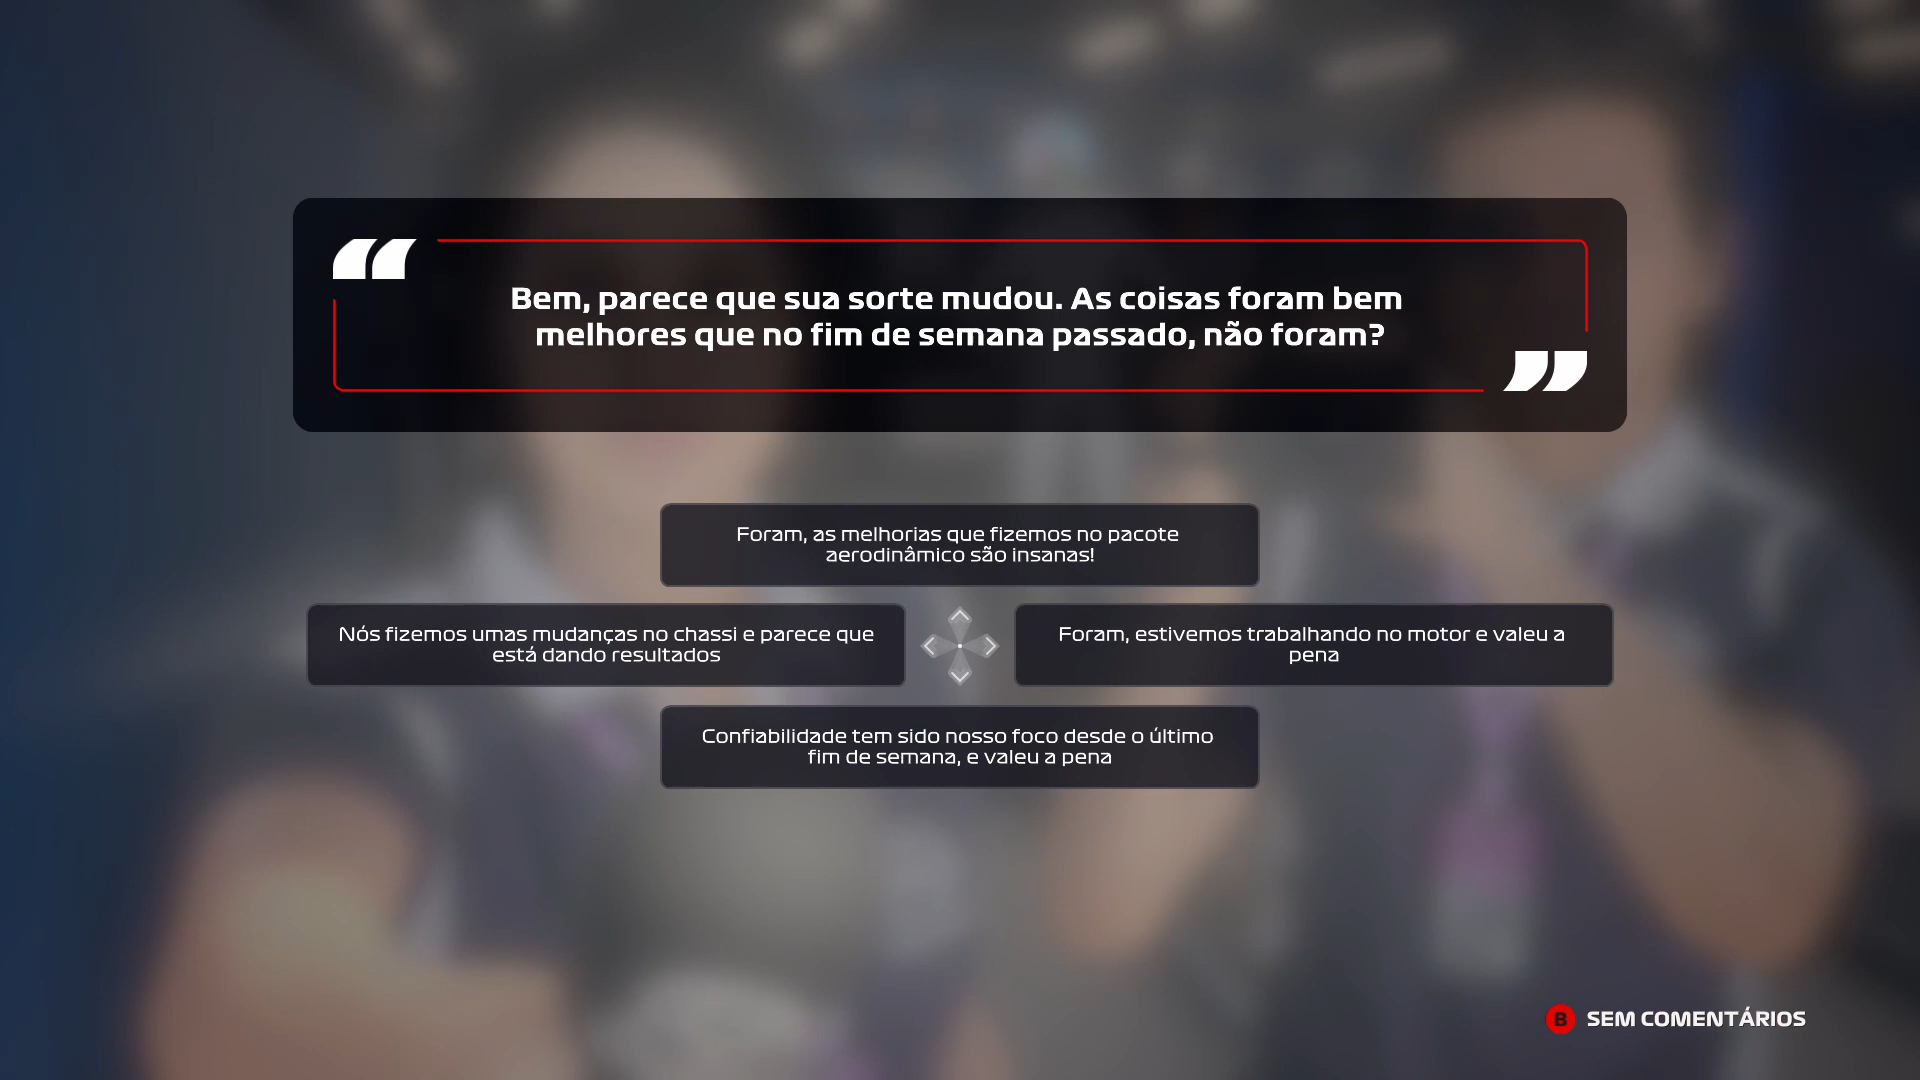 Bem, parece que sua sorte mudou. As coisas foram bem
melhores que no fim de semana passado, não foram?
Foram, as melhorias que fizemos no pacote
aerodinâmico são insanas!
Nós fizemos umas mudanças no chassi e parece que
está dando resultados
Foram, estivemos trabalhando no motor e valeu a
pena
Confiabilidade tem sido nosso foco desde o último
fim de semana, e valeu a pena
B SEM COMENTÁRIOS